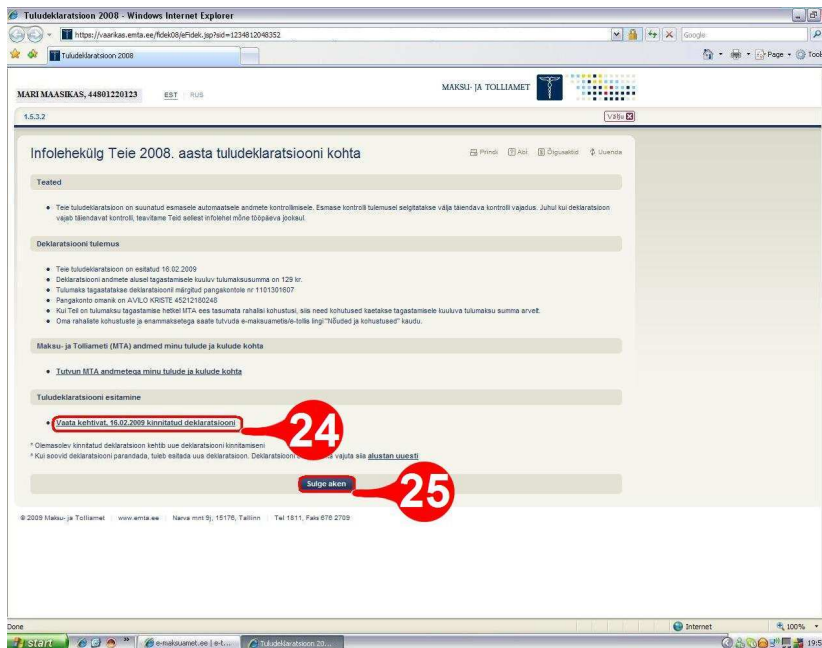 Tuludeklaratsioon 2008 - Windows Internet Explorer
https://vaarikas.emta.ee/fidek08/eFidek.jsp?sid=1234812048352
Google
Tuludeklaratsioon 2008
Page
MARI MAASIKAS, 44801220123 EST RUS MAKSU- JA TOLLIAMET
1.5.3.2 Välju
Infolehekülg Teie 2008. aasta tuludeklaratsiooni kohta Prindi Abi Õigusaktid Uuenda
Teated
Teie tuludeklaratsioon on suunatud esmasele automaatsele andmete kontrollimisele. Esmase kontrolli tulemusel selgitatakse välja täiendava kontrolli vajadus. Juhul kui deklaratsioon
vajab täiendavat kontrolli, teavitame Teid sellest infolehel mõne tööpäeva jooksul.
Deklaratsiooni tulemus
Teie tuludeklaratsioon on esitatud 16.02.2009
Deklaratsiooni andmete alusel tagastamisele kuuluv tulumaksusumma on 129 kr.
Tulumaks tagastatakse deklaratsioonil märgitud pangakontole nr 1101301607
Pangakonto omanik on AVILO KRISTE 45212180248
Kui Teil on tulumaksu tagastamise hetkel MTA ees tasumata rahalisi kohustusi, siis need kohutused kaetakse tagastamisele kuuluva tulumaksu summa arvelt.
Oma rahaliste kohustuste ja enammaksetega saate tutvuda e-maksuametis/e-tollis lingi "Nõuded ja kohustused" kaudu.
Maksu- ja Tolliameti (MTA) andmed minu tulude ja kulude kohta
Tutvun MTA andmetega minu tulude ja kulude kohta
Tuludeklaratsiooni esitamine
Vaata kehtivat, 16.02.2009 kinnitatud deklaratsiooni 24
* Olemasolev kinnitatud deklaratsioon kehtib uue deklaratsiooni kinnitamiseni
* Kui soovid deklaratsiooni parandada, tuleb esitada uus deklaratsioon. Deklaratsiooni vajuta siia alustan uuesti
Sulge aken 25
© 2009 Maksu- ja Tolliamet www.emta.ee Narva mnt 9j, 15176, Tallinn Tel 1811, Faks 676 2709
Done Internet 100%
start e-maksuamet.ee | e-t... Tuludeklaratsioon 20... 19:5